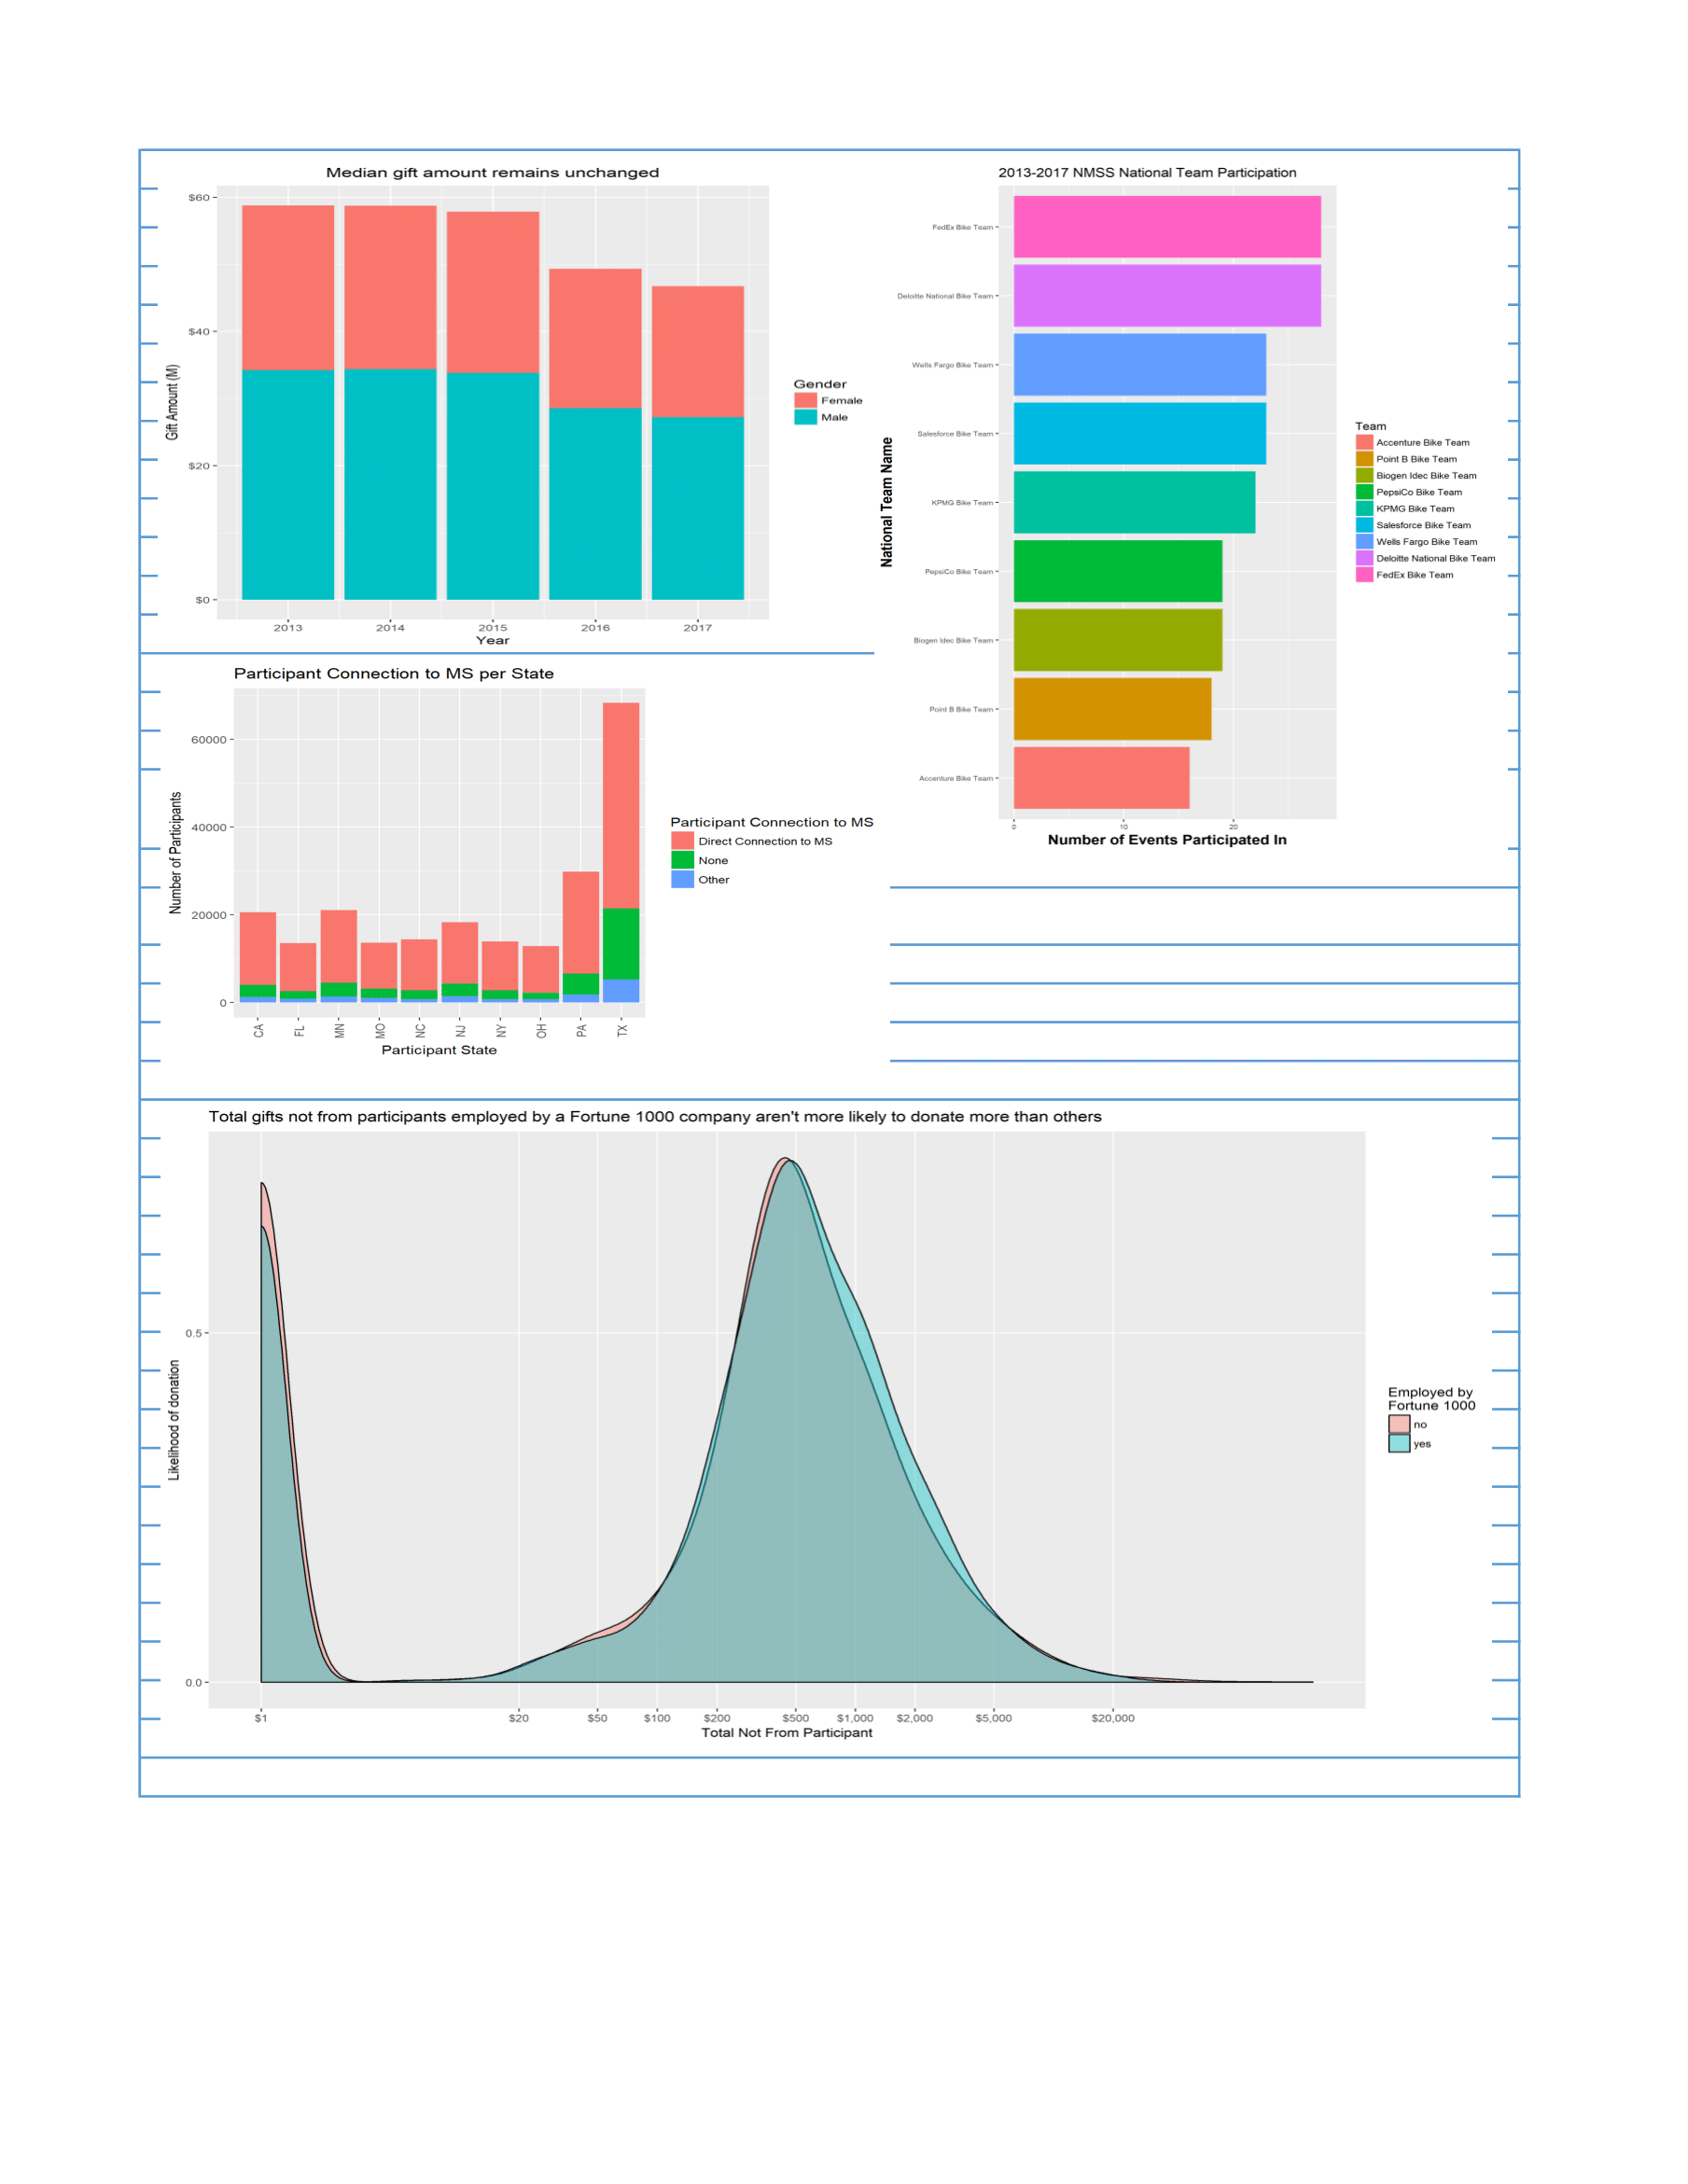 Median gift amount remains unchanged
$60
$40
$20
$0
Gift Amount (M)
2013 2014 2015 2016 2017
Year
Gender
Female
Male
2013-2017 NMSS National Team Participation
National Team Name
FedEx Bike Team
Deloitte National Bike Team
Wells Fargo Bike Team
Salesforce Bike Team
KPMG Bike Team
PepsiCo Bike Team
Biogen Idec Bike Team
Point B Bike Team
Accenture Bike Team
0 10 20
Number of Events Participated In
Team
Accenture Bike Team
Point B Bike Team
Biogen Idec Bike Team
PepsiCo Bike Team
KPMG Bike Team
Salesforce Bike Team
Wells Fargo Bike Team
Deloitte National Bike Team
FedEx Bike Team
Participant Connection to MS per State
60000
40000
20000
0
Number of Participants
CA FL MN MO NC NJ NY OH PA TX
Participant State
Participant Connection to MS
Direct Connection to MS
None
Other
Total gifts not from participants employed by a Fortune 1000 company aren't more likely to donate more than others
0.5
0.0
Likelihood of donation
$1 $20 $50 $100 $200 $500 $1,000 $2,000 $5,000 $20,000
Total Not From Participant
Employed by
Fortune 1000
no
yes